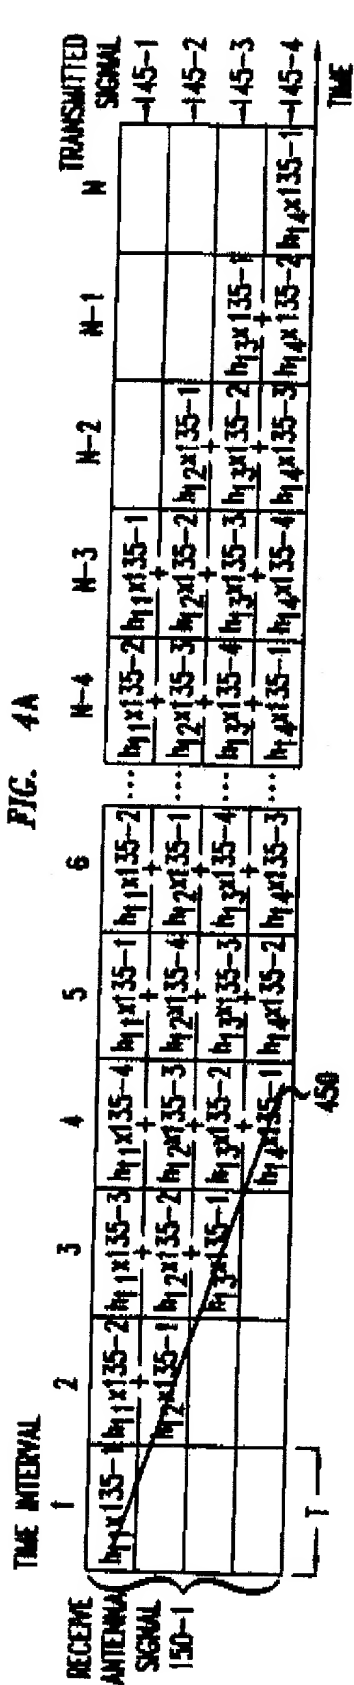 FIG. 4A
TIME INTERVAL 1 2 3 4 5 6 N-4 N-3 N-2 N-1 N TRANSMITTED SIGNAL
RECEIVE ANTENNA SIGNAL 150-1
h11x135-1 h11x135-2 h11x135-3 h11x135-4 h11x135-1 h11x135-2 ... h11x135-2 h11x135-1 145-1
+ + + + + + +
h12x135-1 h12x135-2 h12x135-3 h12x135-4 h12x135-1 ... h12x135-3 h12x135-2 h12x135-1 145-2
+ + + + + + +
h13x135-1 h13x135-2 h13x135-3 h13x135-4 ... h13x135-4 h13x135-3 h13x135-2 h13x135-1 145-3
+ + + + + + +
h14x135-1 h14x135-2 h14x135-3 ... h14x135-1 h14x135-4 h14x135-3 h14x135-2 h14x135-1 145-4
T 450 TIME